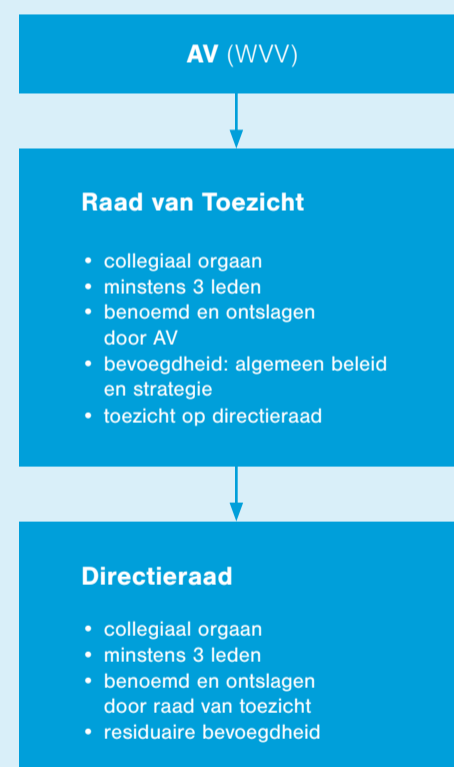 AV (WVV)
Raad van Toezicht
• collegiaal orgaan
• minstens 3 leden
• benoemd en ontslagen
door AV
• bevoegdheid: algemeen beleid
en strategie
• toezicht op directieraad
Directieraad
• collegiaal orgaan
• minstens 3 leden
• benoemd en ontslagen
door raad van toezicht
• residuaire bevoegdheid